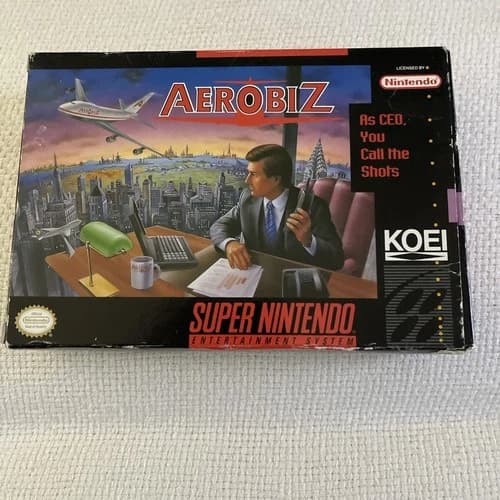 AEROBIZ
LICENSED BY
Nintendo
As CEO,
You
Call the
Shots
KOEI
SUPER NINTENDO
ENTERTAINMENT SYSTEM